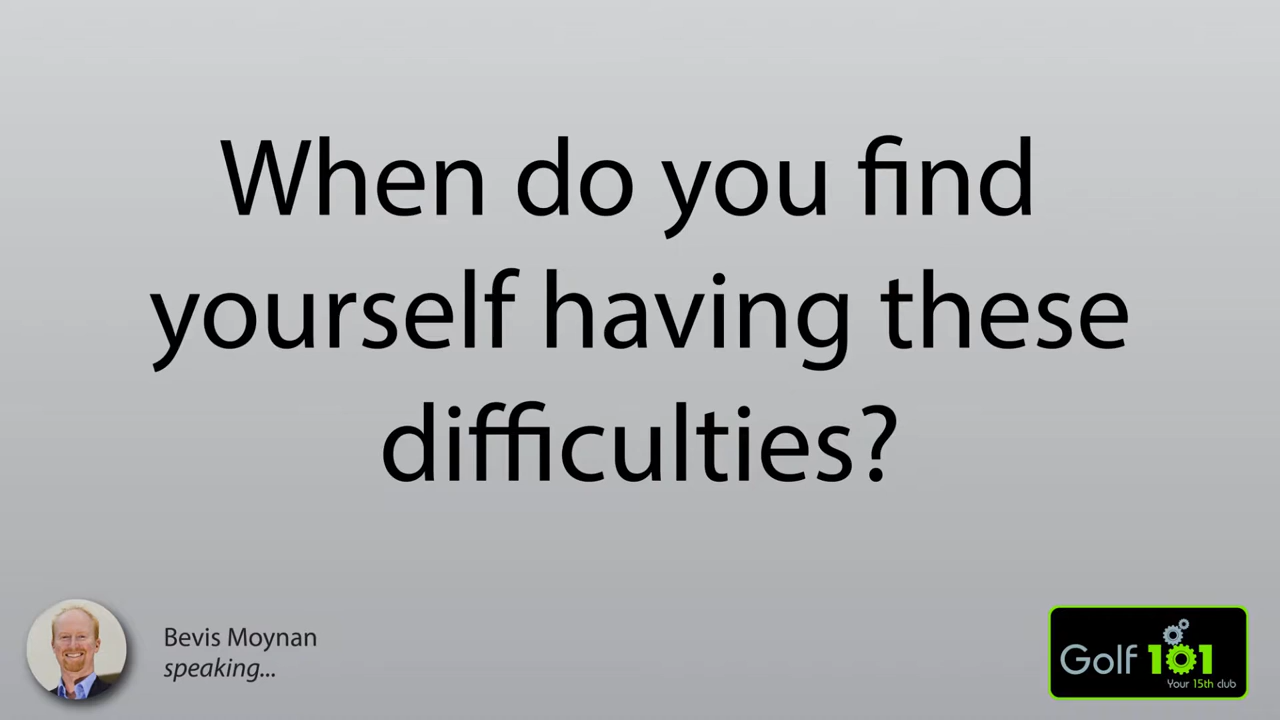 When do you find
yourself having these
difficulties?
Bevis Moynan
speaking...
Golf 101
Your 15th club